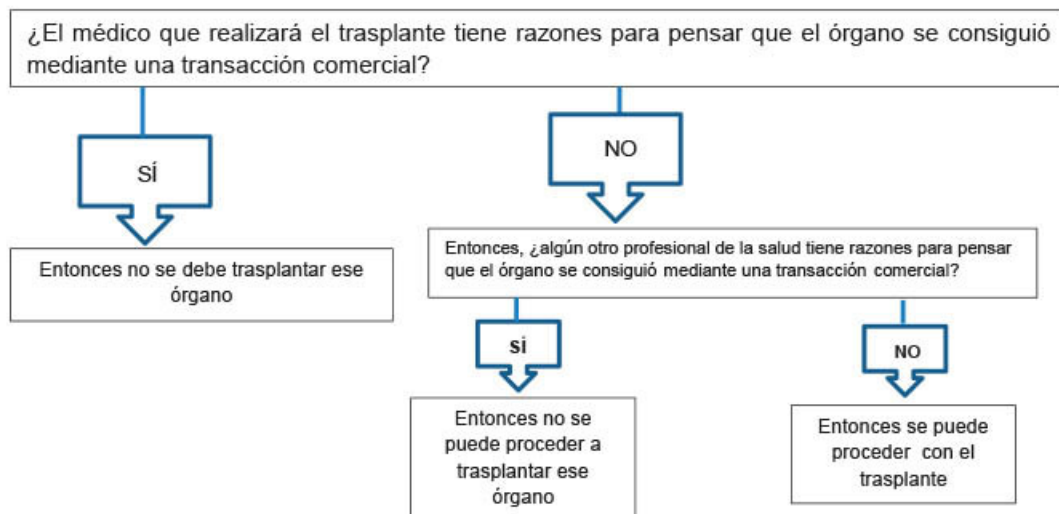 ¿El médico que realizará el trasplante tiene razones para pensar que el órgano se consiguió
mediante una transacción comercial?
SÍ
NO
Entonces no se debe trasplantar ese
órgano
Entonces, ¿algún otro profesional de la salud tiene razones para pensar
que el órgano se consiguió mediante una transacción comercial?
SÍ
NO
Entonces no se
puede proceder a
trasplantar ese
órgano
Entonces se puede
proceder con el
trasplante